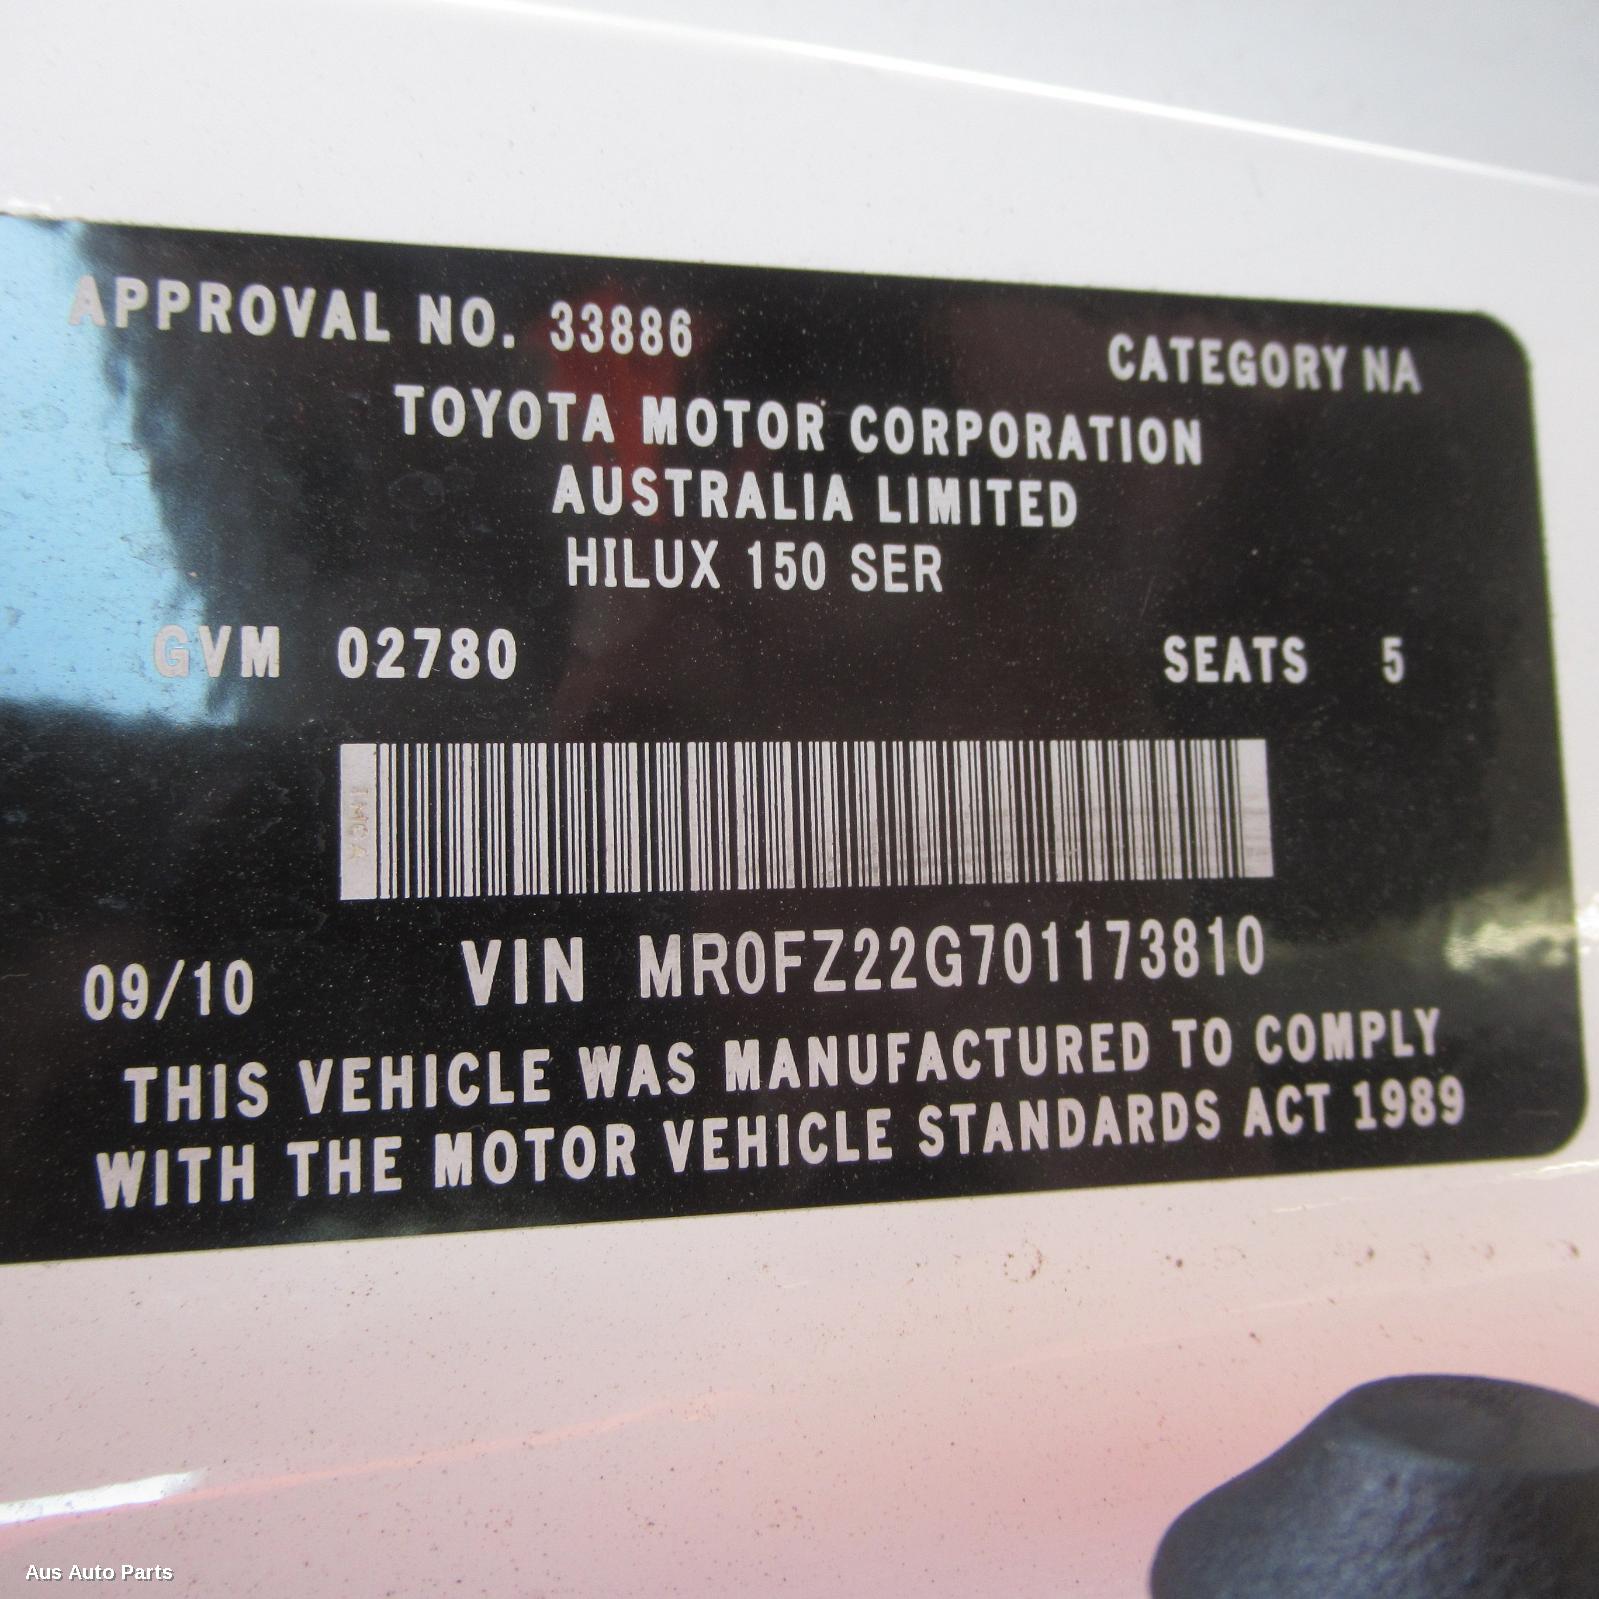 APPROVAL NO. 33886 CATEGORY NA
TOYOTA MOTOR CORPORATION
AUSTRALIA LIMITED
HILUX 150 SER
GVM 02780 SEATS 5
TMCA
09/10 VIN MR0FZ22G701173810
THIS VEHICLE WAS MANUFACTURED TO COMPLY
WITH THE MOTOR VEHICLE STANDARDS ACT 1989
Aus Auto Parts